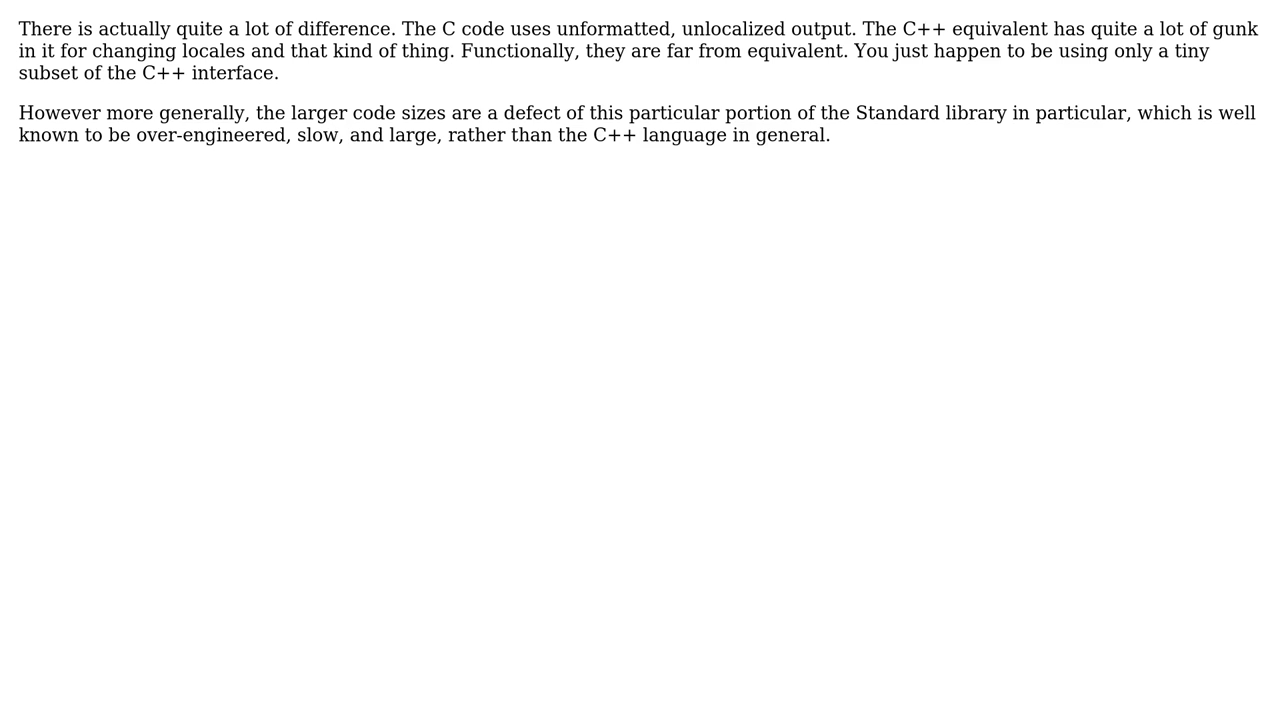 There is actually quite a lot of difference. The C code uses unformatted, unlocalized output. The C++ equivalent has quite a lot of gunk
in it for changing locales and that kind of thing. Functionally, they are far from equivalent. You just happen to be using only a tiny
subset of the C++ interface.
However more generally, the larger code sizes are a defect of this particular portion of the Standard library in particular, which is well
known to be over-engineered, slow, and large, rather than the C++ language in general.